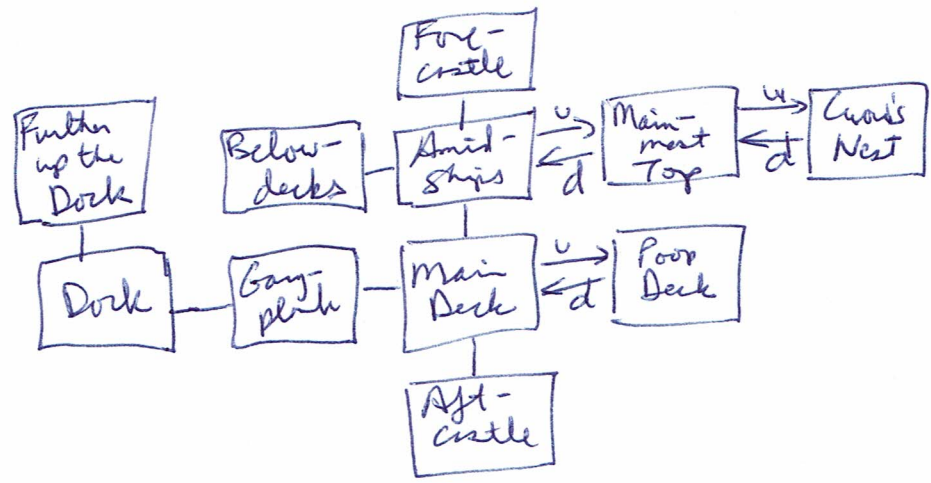 Fore-
castle
Further
up the
Dock
Below-
decks
Amid-
ships
u
d
Main-
mast
Top
u
d
Crow's
Nest
Dock
Gang-
plank
Main
Deck
u
d
Poop
Deck
Aft-
castle